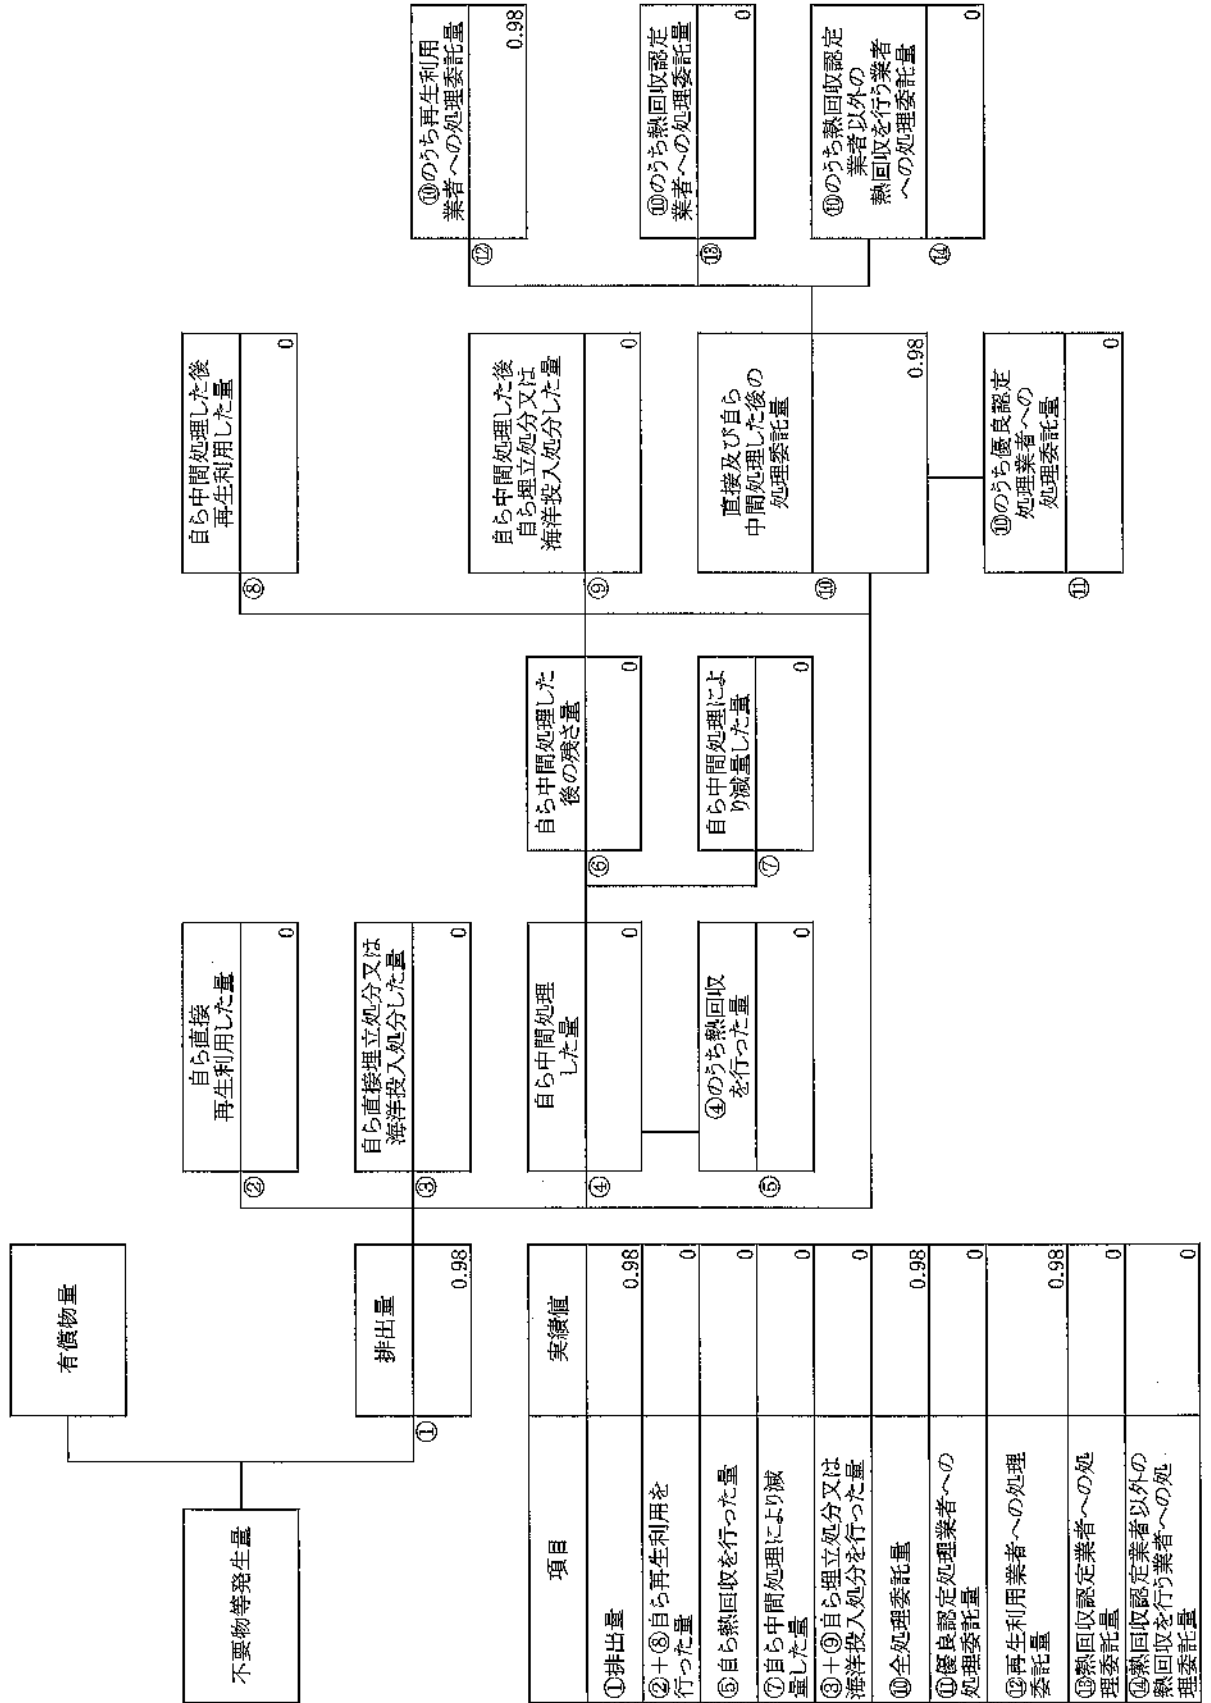 不要物等発生量
有償物量
排出量
①
0.98
自ら直接
再生利用した量
②
0
自ら直接埋立処分又は
海洋投入処分した量
③
0
自ら中間処理
した量
④
0
④のうち熱回収
を行った量
⑤
0
自ら中間処理した
後の残さ量
⑥
0
自ら中間処理によ
り減量した量
⑦
0
自ら中間処理した後
再生利用した量
⑧
0
自ら中間処理した後
自ら埋立処分又は
海洋投入処分した量
⑨
0
直接及び自ら
中間処理した後の
処理委託量
⑩
0.98
⑩のうち優良認定
処理業者への
処理委託量
⑪
0
⑩のうち再生利用
業者への処理委託量
⑫
0.98
⑩のうち熱回収認定
業者への処理委託量
⑬
0
⑩のうち熱回収認定
業者以外の
熱回収を行う業者
への処理委託量
⑭
0
項目 実績値
①排出量 0.98
②+⑧自ら再生利用を
行った量 0
⑤自ら熱回収を行った量 0
⑦自ら中間処理により減
量した量 0
③+⑨自ら埋立処分又は
海洋投入処分を行った量 0
⑩全処理委託量 0.98
⑪優良認定処理業者への
処理委託量 0
⑫再生利用業者への処理
委託量 0.98
⑬熱回収認定業者への処
理委託量 0
⑭熱回収認定業者以外の
熱回収を行う業者への処
理委託量 0